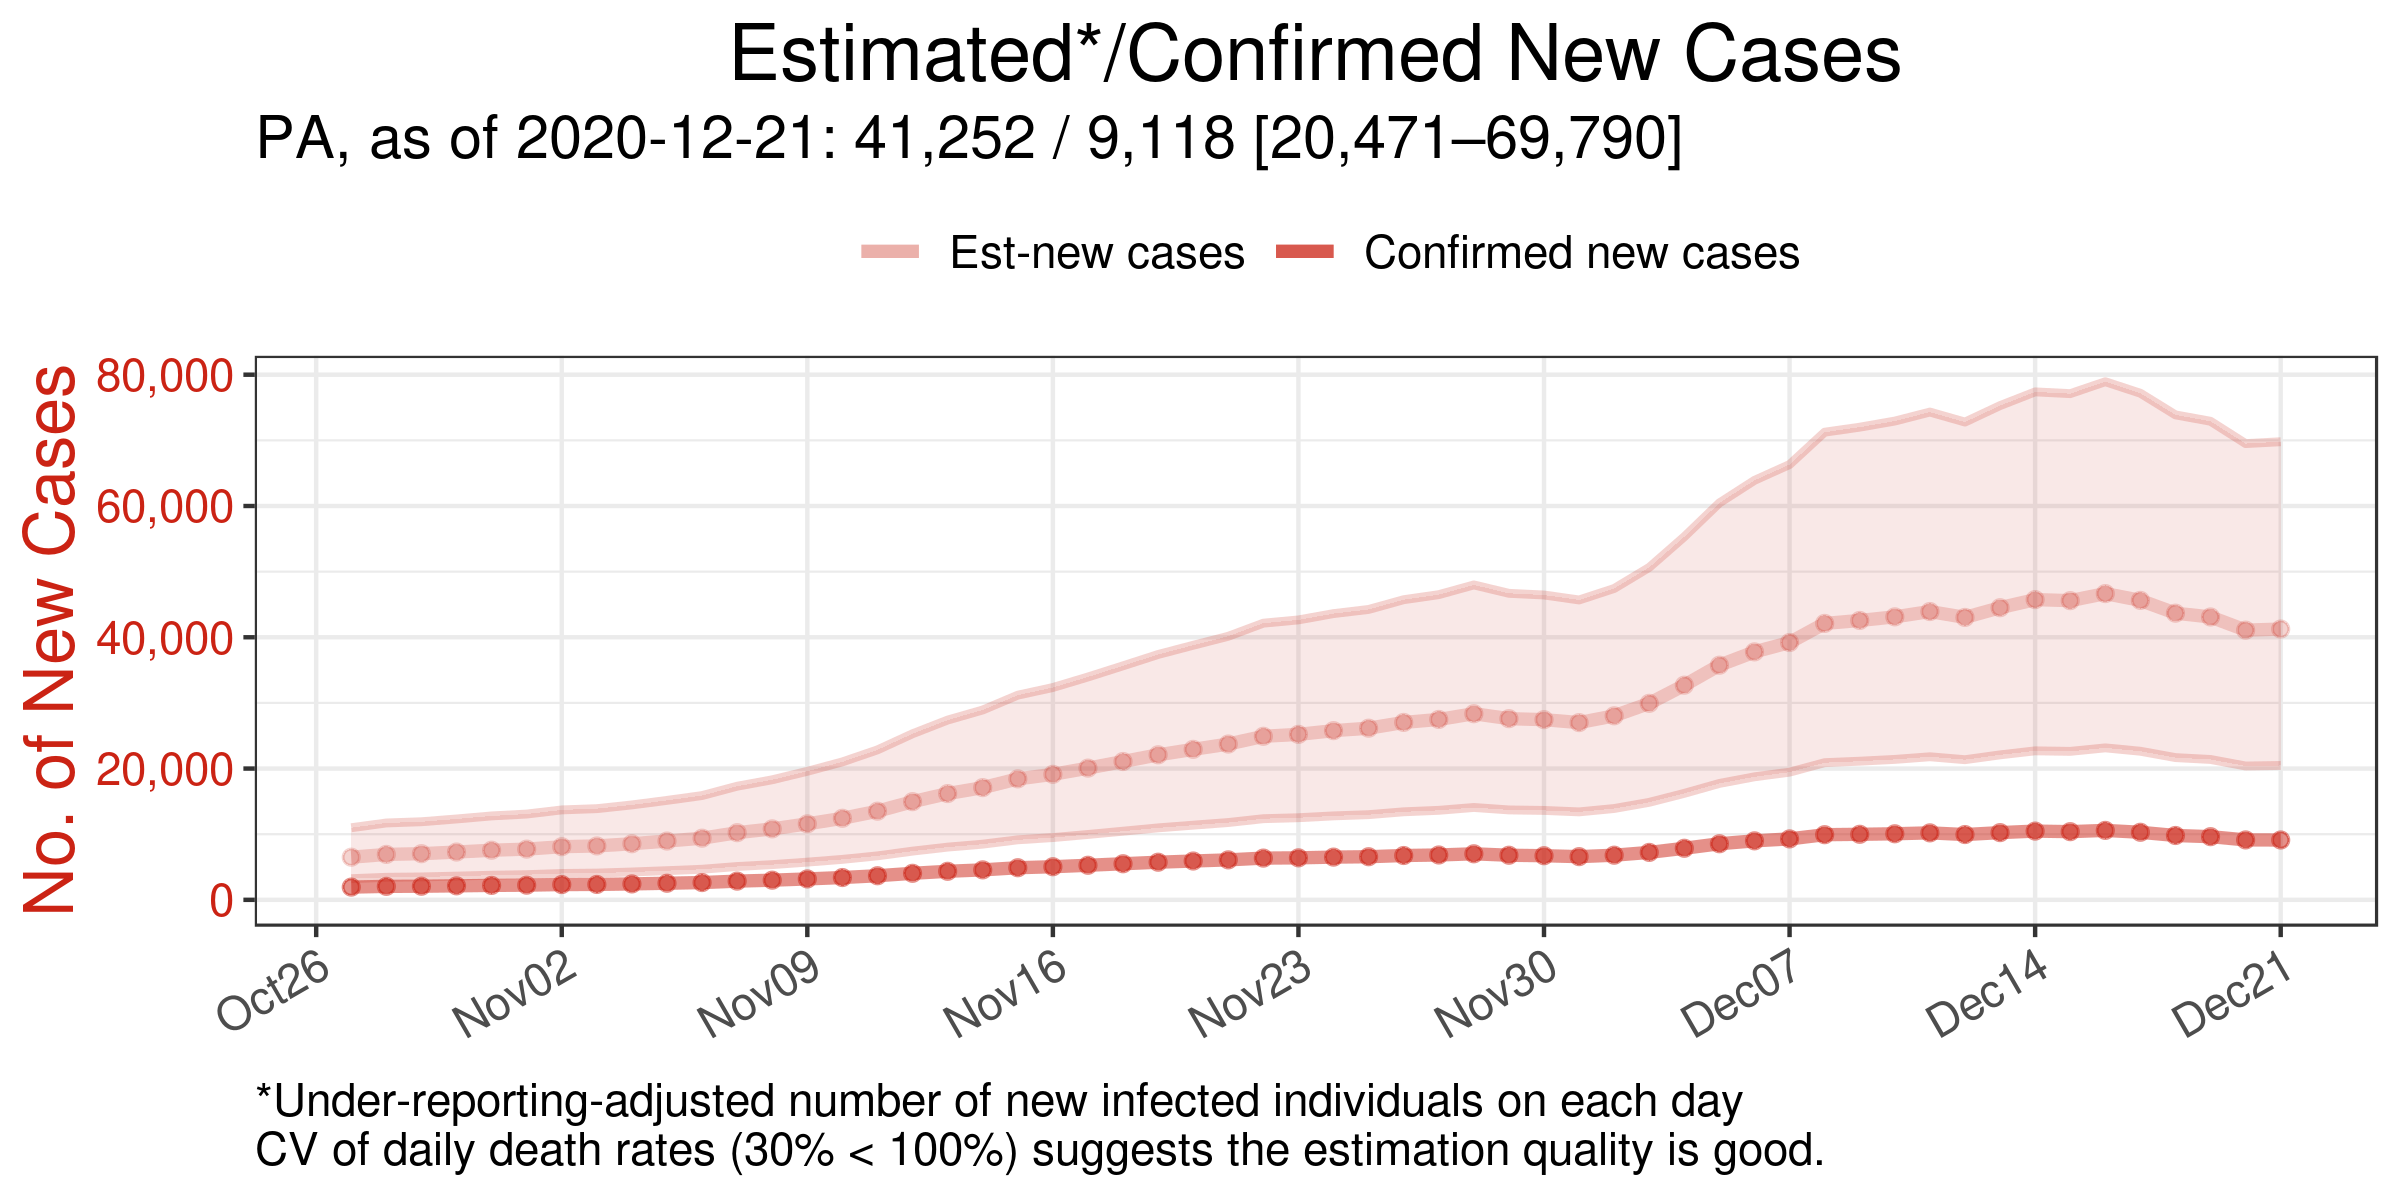 Estimated*/Confirmed New Cases
PA, as of 2020-12-21: 41,252 / 9,118 [20,471–69,790]
Est-new cases
Confirmed new cases
No. of New Cases
80,000
60,000
40,000
20,000
0
Oct26
Nov02
Nov09
Nov16
Nov23
Nov30
Dec07
Dec14
Dec21
*Under-reporting-adjusted number of new infected individuals on each day
CV of daily death rates (30% < 100%) suggests the estimation quality is good.